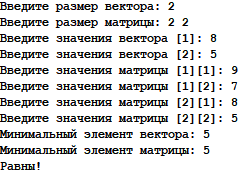 Введите размер вектора: 2
Введите размер матрицы: 2 2
Введите значения вектора [1]: 8
Введите значения вектора [2]: 5
Введите значения матрицы [1][1]: 9
Введите значения матрицы [1][2]: 7
Введите значения матрицы [2][1]: 8
Введите значения матрицы [2][2]: 5
Минимальный элемент вектора: 5
Минимальный элемент матрицы: 5
Равны!